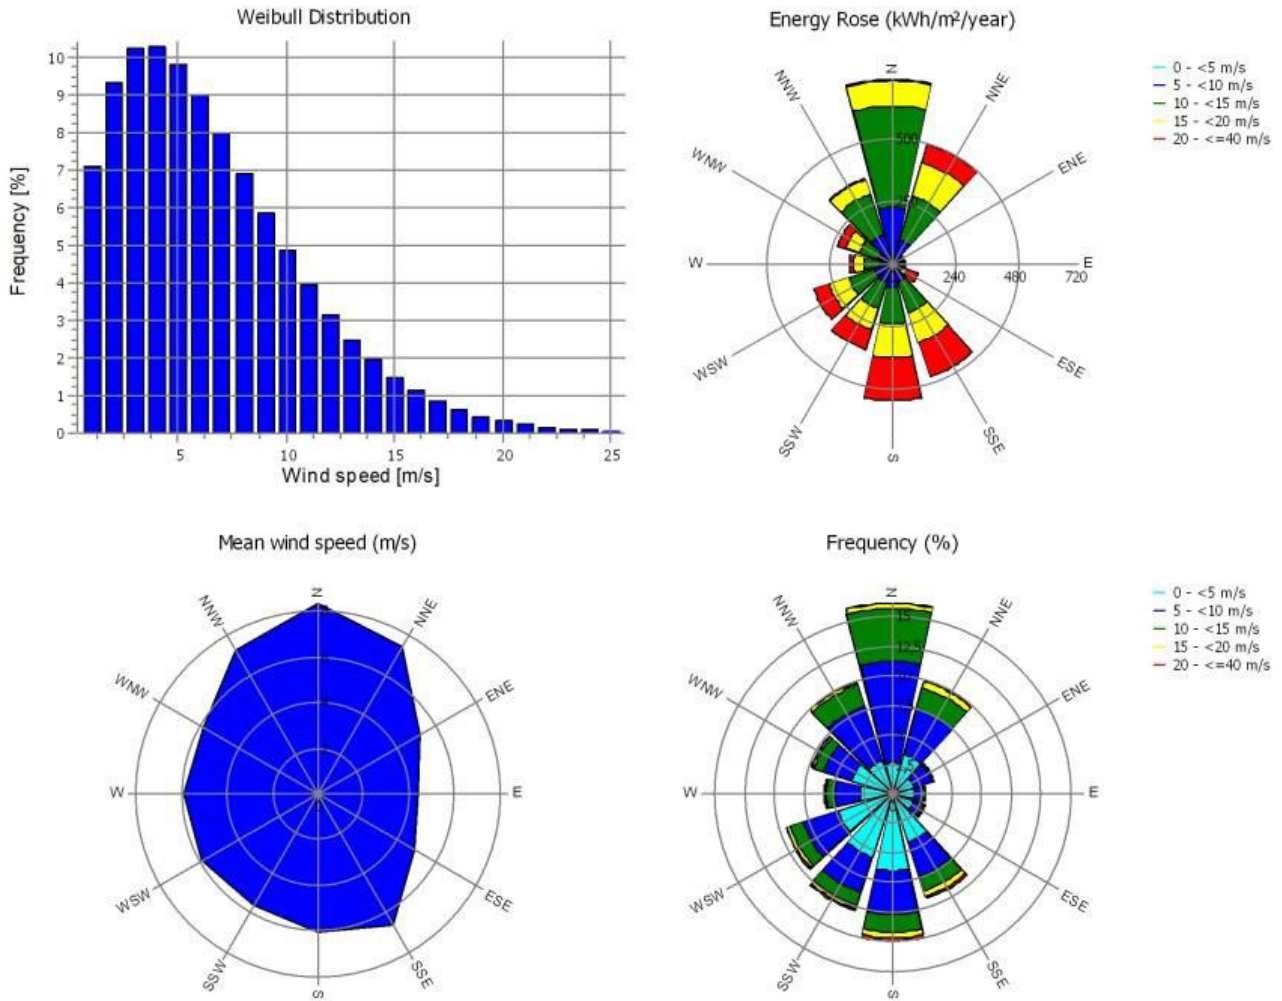 Weibull Distribution
10
9
8
7
6
5
4
3
2
1
0
Frequency [%]
5
10
15
20
25
Wind speed [m/s]
Energy Rose (kWh/m²/year)
N
NNE
ENE
E
ESE
SSE
S
SSW
WSW
W
WNW
NNW
500
240
480
720
0 - <5 m/s
5 - <10 m/s
10 - <15 m/s
15 - <20 m/s
20 - <=40 m/s
Mean wind speed (m/s)
N
NNE
ENE
E
ESE
SSE
S
SSW
WSW
W
WNW
NNW
Frequency (%)
N
NNE
ENE
E
ESE
SSE
S
SSW
WSW
W
WNW
NNW
15
12,5
2,5
0 - <5 m/s
5 - <10 m/s
10 - <15 m/s
15 - <20 m/s
20 - <=40 m/s